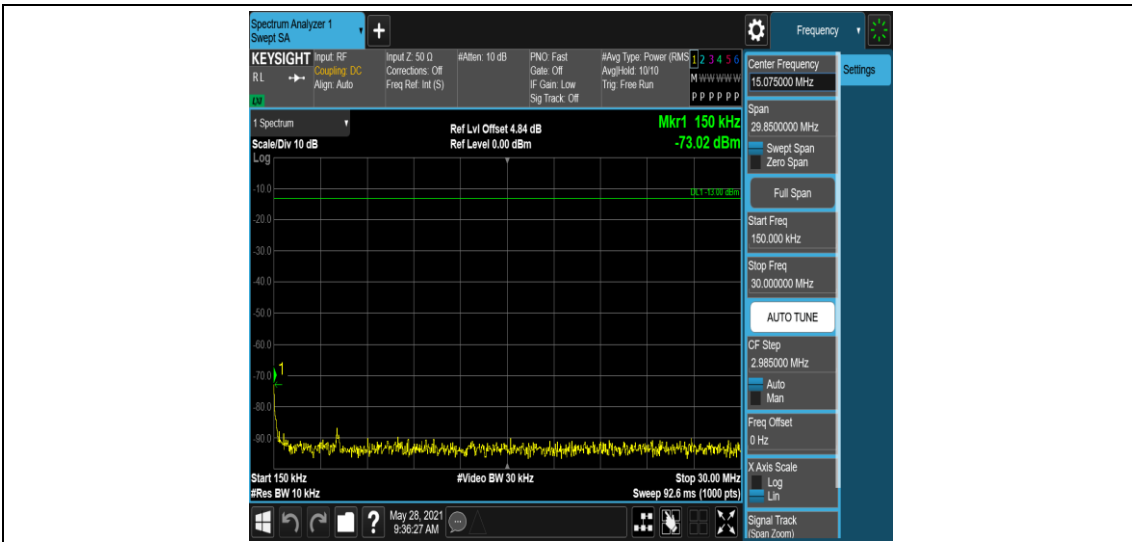 Spectrum Analyzer 1
Swept SA
+
Frequency
KEYSIGHT
RL
LXI
Input: RF
Coupling: DC
Align: Auto
Input Z: 50 Ω
Corrections: Off
Freq Ref: Int (S)
#Atten: 10 dB
PNO: Fast
Gate: Off
IF Gain: Low
Sig Track: Off
#Avg Type: Power (RMS
Avg|Hold: 10/10
Trig: Free Run
1 2 3 4 5 6
M W W W W W
P P P P P P
1 Spectrum
Scale/Div 10 dB
Log
Ref Lvl Offset 4.84 dB
Ref Level 0.00 dBm
Mkr1 150 kHz
-73.02 dBm
DL1 -13.00 dBm
-10.0
-20.0
-30.0
-40.0
-50.0
-60.0
-70.0
1
-80.0
-90.0
Start 150 kHz
#Res BW 10 kHz
#Video BW 30 kHz
Stop 30.00 MHz
Sweep 92.6 ms (1000 pts)
?
May 28, 2021
9:36:27 AM
Center Frequency
15.075000 MHz
Settings
Span
29.8500000 MHz
Swept Span
Zero Span
Full Span
Start Freq
150.000 kHz
Stop Freq
30.000000 MHz
AUTO TUNE
CF Step
2.985000 MHz
Auto
Man
Freq Offset
0 Hz
X Axis Scale
Log
Lin
Signal Track
(Span Zoom)